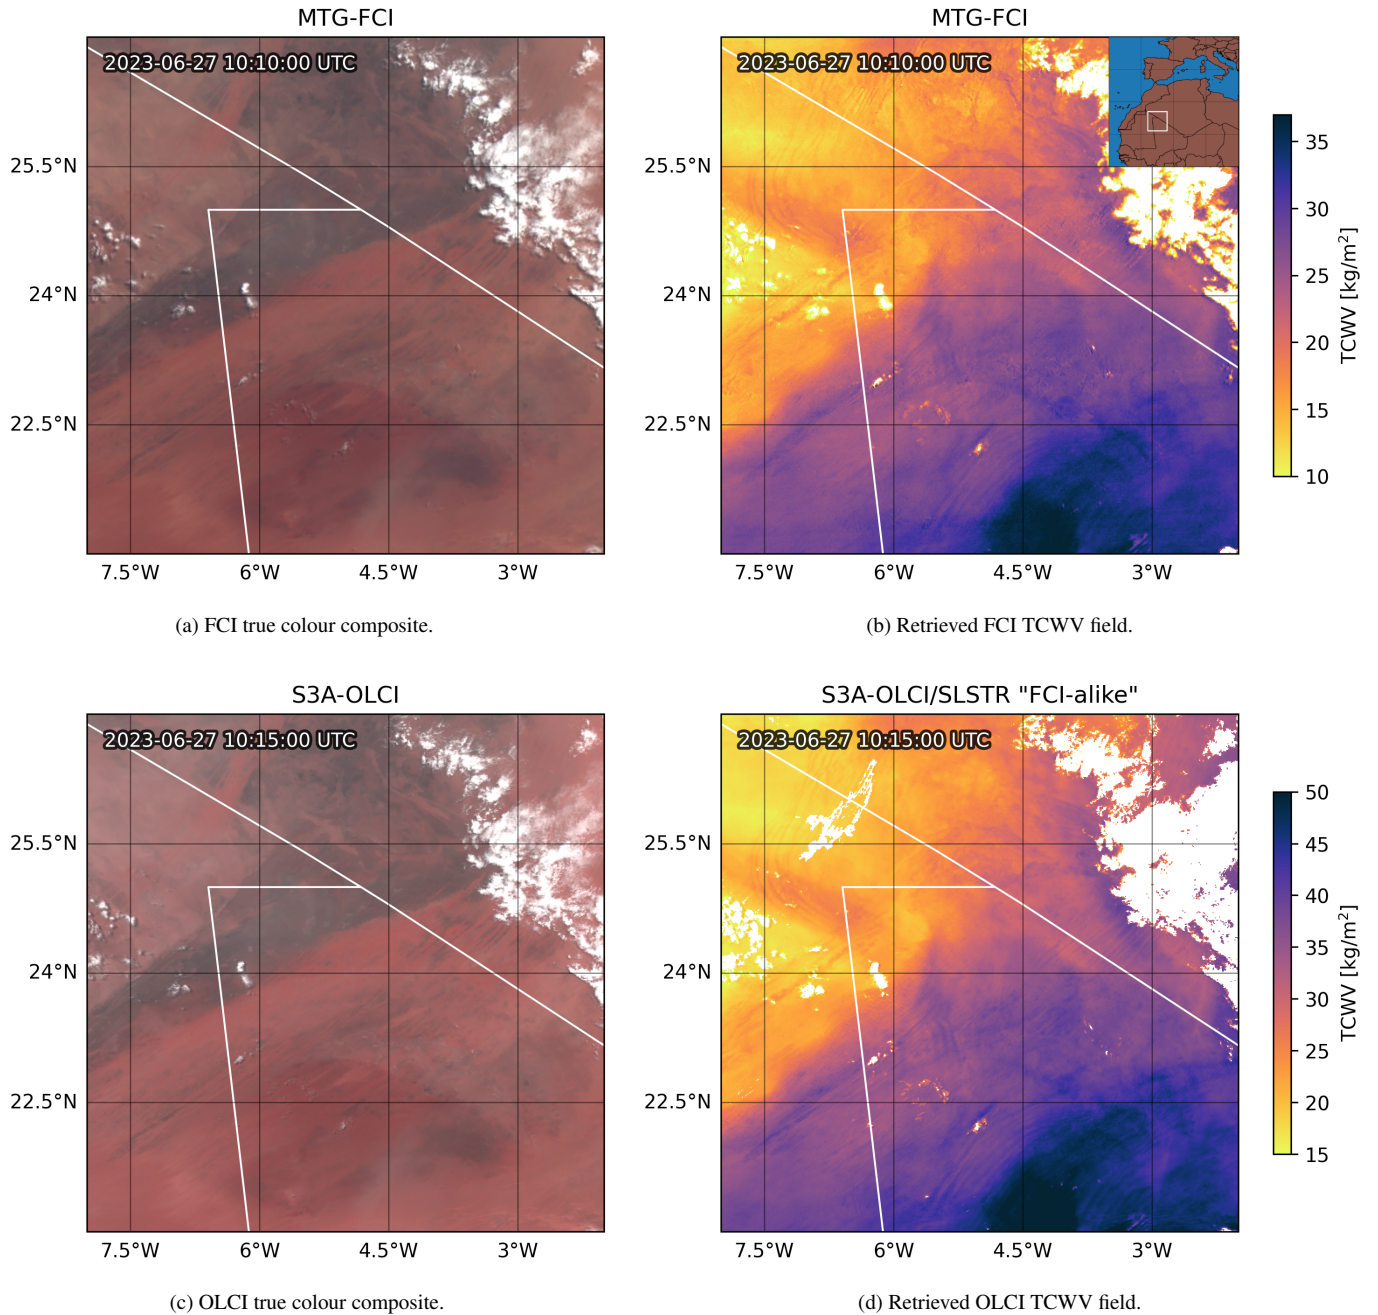 MTG-FCI
2023-06-27 10:10:00 UTC
25.5°N
24°N
22.5°N
7.5°W
6°W
4.5°W
3°W
(a) FCI true colour composite.
MTG-FCI
2023-06-27 10:10:00 UTC
25.5°N
24°N
22.5°N
7.5°W
6°W
4.5°W
3°W
35
30
25
20
15
10
TCWV [kg/m²]
(b) Retrieved FCI TCWV field.
S3A-OLCI
2023-06-27 10:15:00 UTC
25.5°N
24°N
22.5°N
7.5°W
6°W
4.5°W
3°W
(c) OLCI true colour composite.
S3A-OLCI/SLSTR "FCI-alike"
2023-06-27 10:15:00 UTC
25.5°N
24°N
22.5°N
7.5°W
6°W
4.5°W
3°W
50
45
40
35
30
25
20
15
TCWV [kg/m²]
(d) Retrieved OLCI TCWV field.